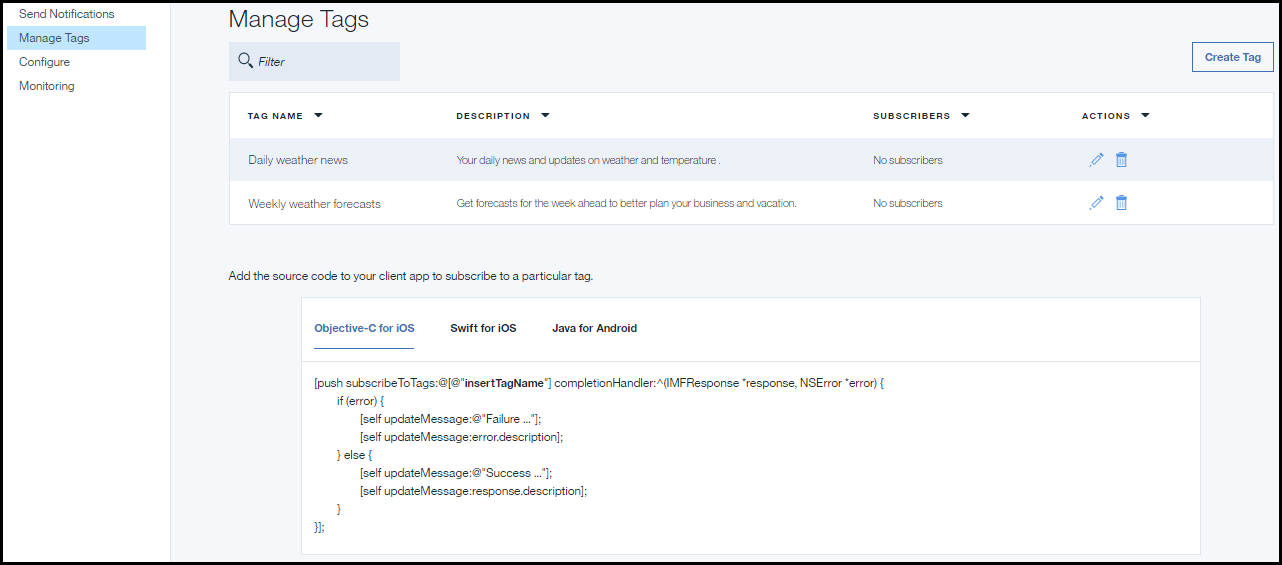 Send Notifications
Manage Tags
Configure
Monitoring
Manage Tags
Filter
Create Tag
TAG NAME DESCRIPTION SUBSCRIBERS ACTIONS
Daily weather news Your daily news and updates on weather and temperature . No subscribers
Weekly weather forecasts Get forecasts for the week ahead to better plan your business and vacation. No subscribers
Add the source code to your client app to subscribe to a particular tag.
Objective-C for iOS Swift for iOS Java for Android
[push subscribeToTags:@[@"insertTagName"] completionHandler:^(IMFResponse *response, NSError *error) {
if (error) {
[self updateMessage:@"Failure ..."];
[self updateMessage:error.description];
} else {
[self updateMessage:@"Success ..."];
[self updateMessage:response.description];
}
}];